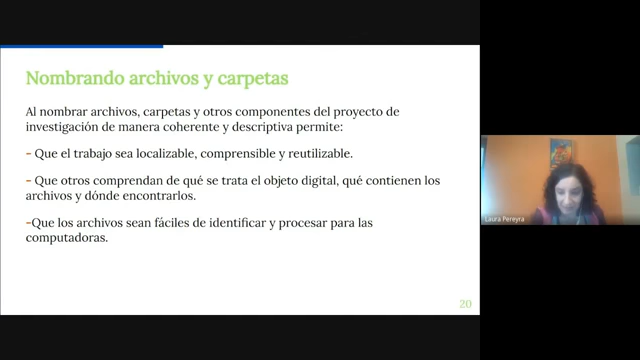 Nombrando archivos y carpetas
Al nombrar archivos, carpetas y otros componentes del proyecto de
investigación de manera coherente y descriptiva permite:
- Que el trabajo sea localizable, comprensible y reutilizable.
- Que otros comprendan de qué se trata el objeto digital, qué contienen los
archivos y dónde encontrarlos.
-Que los archivos sean fáciles de identificar y procesar para las
computadoras.
20
Laura Pereyra